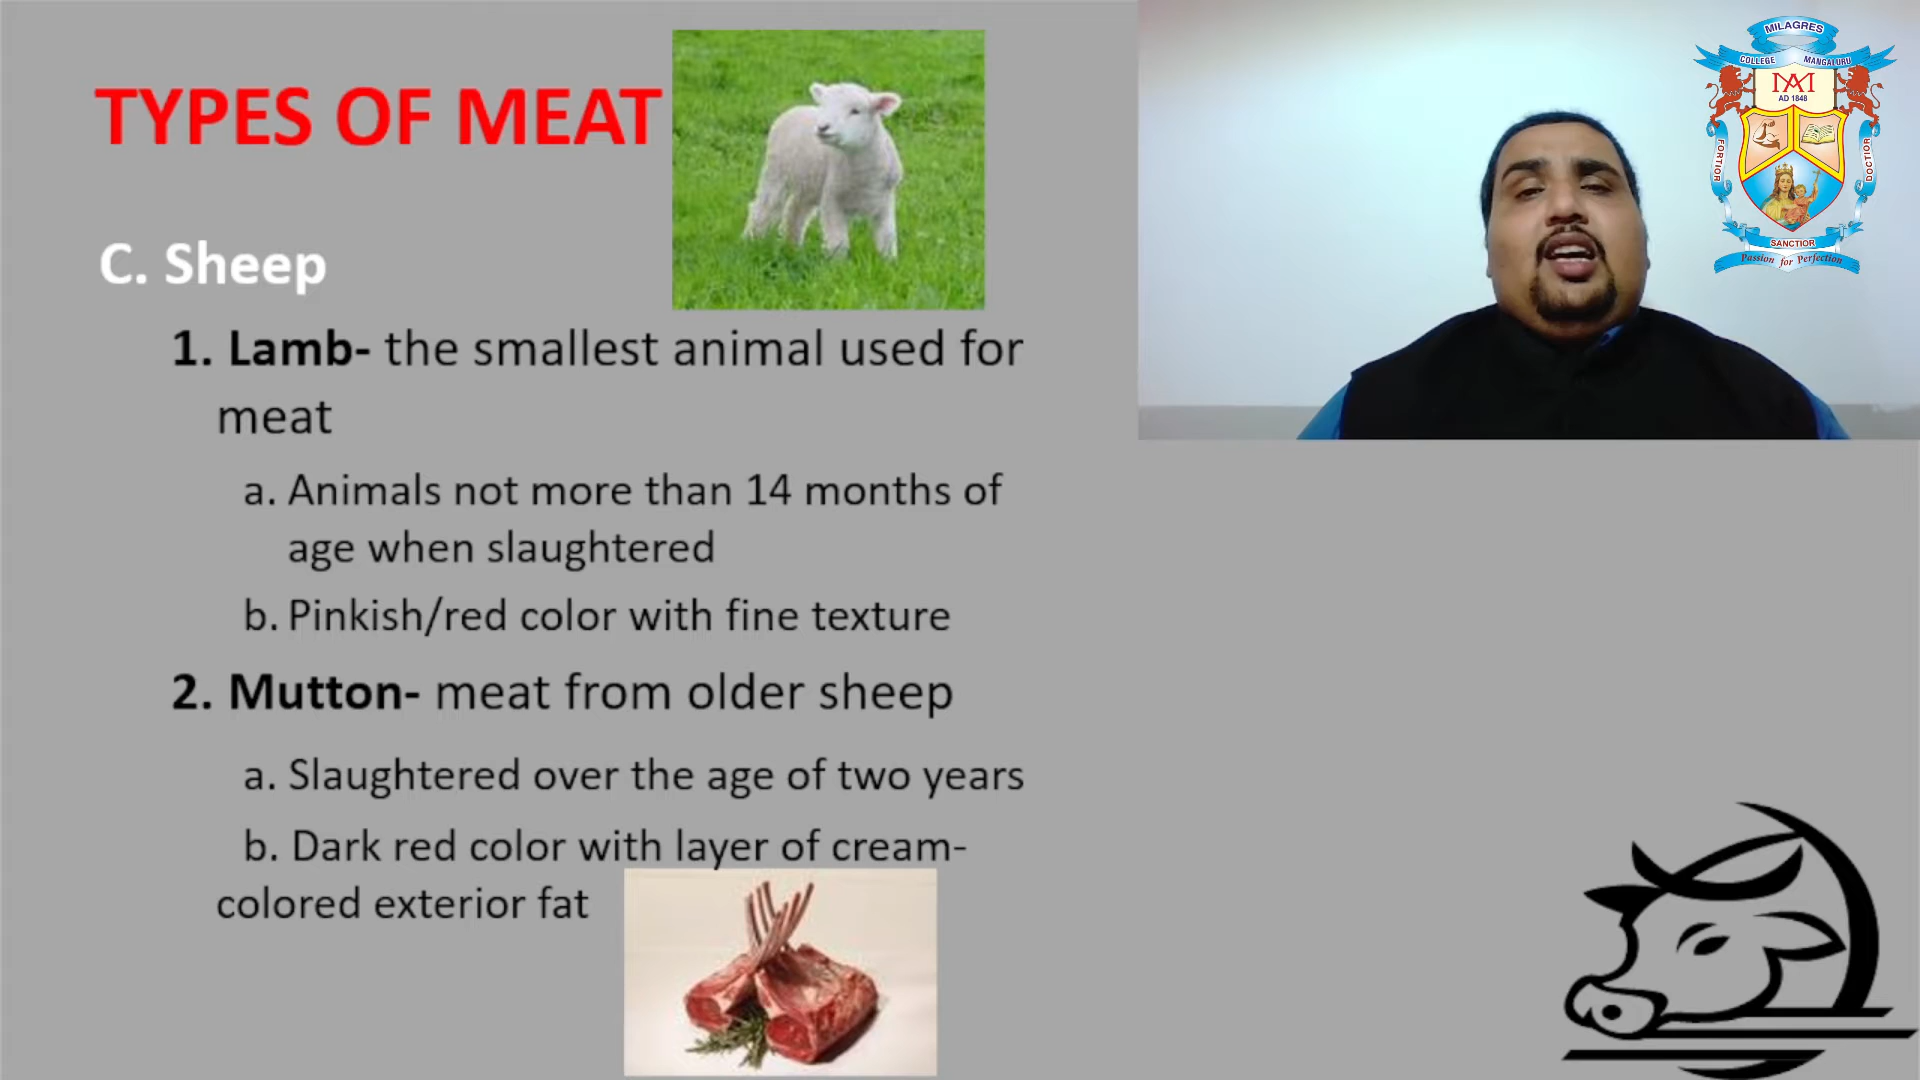 TYPES OF MEAT
C. Sheep
1. Lamb- the smallest animal used for
meat
a. Animals not more than 14 months of
age when slaughtered
b. Pinkish/red color with fine texture
2. Mutton- meat from older sheep
a. Slaughtered over the age of two years
b. Dark red color with layer of cream-
colored exterior fat
MILAGRES
COLLEGE MANGALURU
AD 1848
FORTIOR
DOCTIOR
SANCTIOR
Passion for Perfection